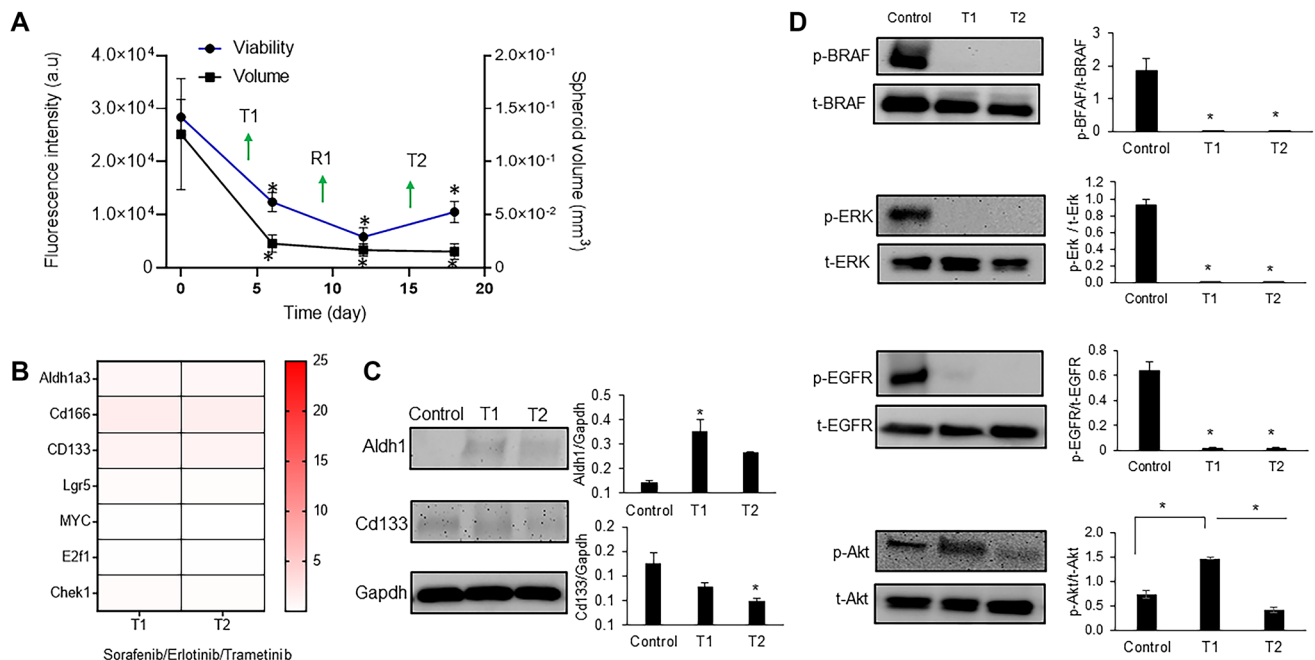 A
Viability
Volume
Fluorescence intensity (a.u)
4.0×10⁴
3.0×10⁴
2.0×10⁴
1.0×10⁴
0
T1
R1
T2
*
*
*
*
*
*
2.0×10⁻¹
1.5×10⁻¹
1.0×10⁻¹
5.0×10⁻²
0
Spheroid volume (mm³)
0 5 10 15 20
Time (day)
B
Aldh1a3
Cd166
CD133
Lgr5
MYC
E2f1
Chek1
T1 T2
Sorafenib/Erlotinib/Trametinib
25
20
15
10
5
C
Control T1 T2
Aldh1
Cd133
Gapdh
Aldh1/Gapdh
0.5
0.4
0.3
0.2
0.1
*
Control T1 T2
Cd133/Gapdh
0.2
0.2
0.1
0.1
0.1
*
Control T1 T2
D
Control T1 T2
p-BRAF
t-BRAF
p-BFAF/t-BRAF
3
2
1
0
* *
Control T1 T2
p-ERK
t-ERK
p-Erk / t-Erk
1.2
1.0
0.8
0.6
0.4
0.2
0.0
* *
Control T1 T2
p-EGFR
t-EGFR
p-EGFR/t-EGFR
0.8
0.6
0.4
0.2
0
* *
Control T1 T2
p-Akt
t-Akt
p-Akt/t-Akt
2.0
1.5
1.0
0.5
0.0
* *
Control T1 T2